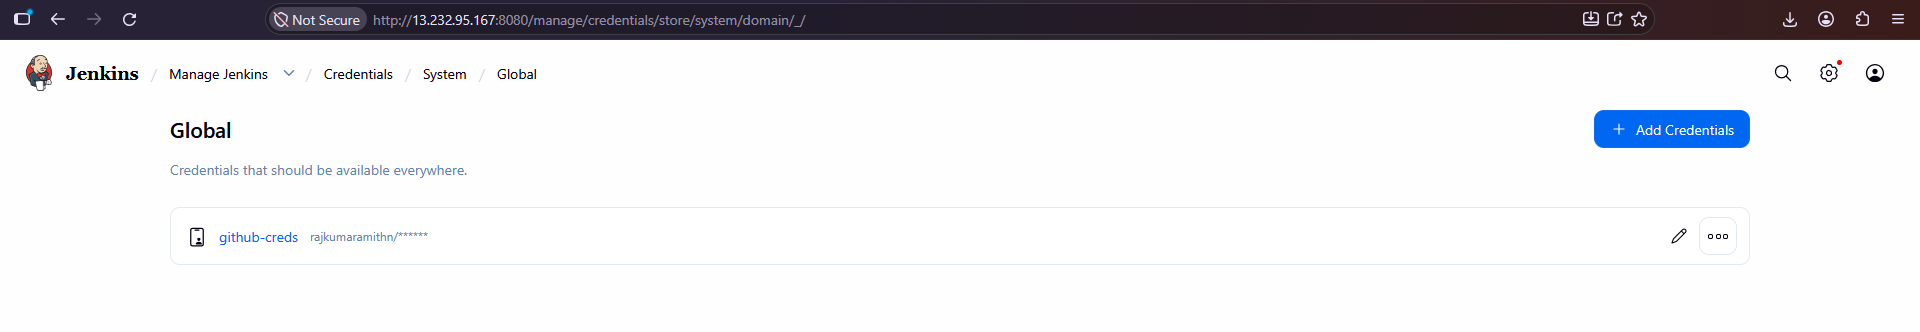 Not Secure http://13.232.95.167:8080/manage/credentials/store/system/domain/_/
Jenkins / Manage Jenkins / Credentials / System / Global
Global
+ Add Credentials
Credentials that should be available everywhere.
github-creds rajkumaramithn/******